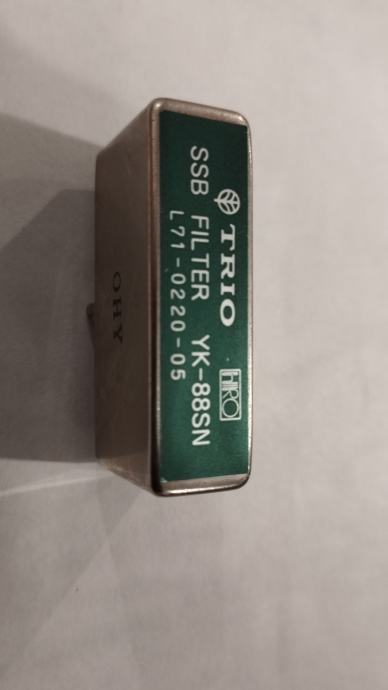 TRIO
HIRO
SSB FILTER YK-88SN
L71-0220-05
OHY